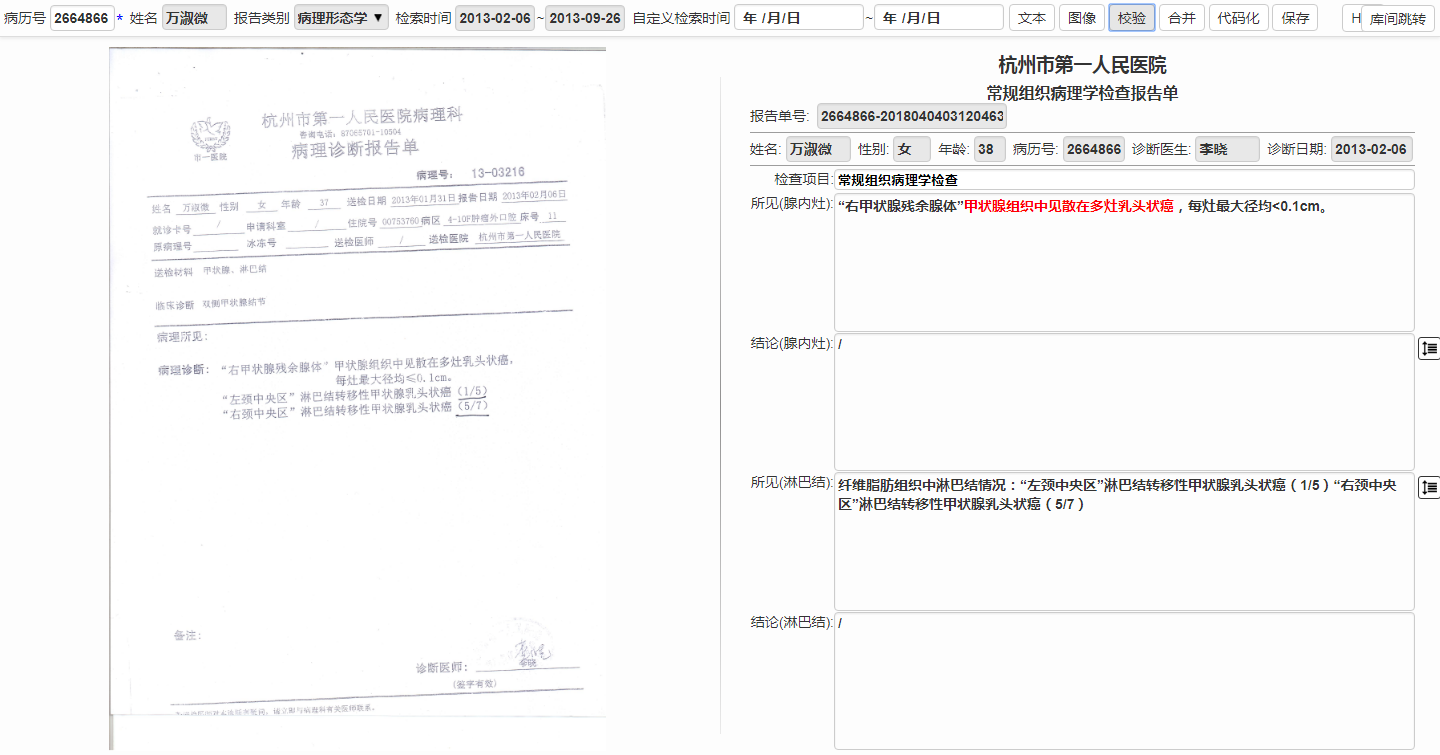 病历号 2664866 * 姓名 万淑微 报告类别 病理形态学 ▼ 检索时间 2013-02-06 ~ 2013-09-26 自定义检索时间 年 /月/日 ~ 年 /月/日 文本 图像 校验 合并 代码化 保存 H 库间跳转
杭州市第一人民医院病理科
咨询电话: 87065701-10504
病理诊断报告单
市一医院
病理号: 13-03216
姓名 万淑微 性别 女 年龄 37 送检日期 2013年01月31日 报告日期 2013年02月06日
就诊卡号 / 申请科室 / 住院号 00753760 病区 4-10F肿瘤外口腔 床号 11
原病理号 冰冻号 送检医师 / 送检医院 杭州市第一人民医院
送检材料 甲状腺、淋巴结
临床诊断 双侧甲状腺结节
病理所见:
病理诊断: “右甲状腺残余腺体”甲状腺组织中见散在多灶乳头状癌,
每灶最大径均≤0.1cm。
“左颈中央区”淋巴结转移性甲状腺乳头状癌 (1/5)
“右颈中央区”淋巴结转移性甲状腺乳头状癌 (5/7)
备注:
诊断医师: 李晓
(签字有效)
请立即与病理科有关医师联系。
杭州市第一人民医院
常规组织病理学检查报告单
报告单号: 2664866-2018040403120463
姓名: 万淑微 性别: 女 年龄: 38 病历号: 2664866 诊断医生: 李晓 诊断日期: 2013-02-06
检查项目: 常规组织病理学检查
所见(腺内灶): “右甲状腺残余腺体”甲状腺组织中见散在多灶乳头状癌，每灶最大径均<0.1cm。
结论(腺内灶): /
所见(淋巴结): 纤维脂肪组织中淋巴结情况：“左颈中央区”淋巴结转移性甲状腺乳头状癌（1/5）“右颈中央
区”淋巴结转移性甲状腺乳头状癌（5/7）
结论(淋巴结): /